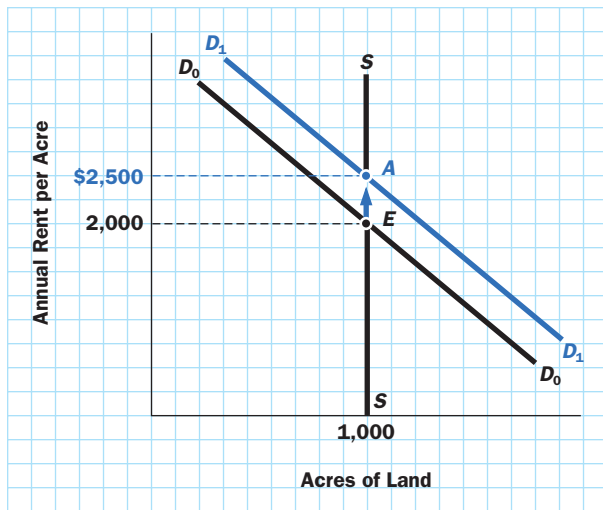 D1
D0
S
Annual Rent per Acre
$2,500
A
2,000
E
D1
D0
S
1,000
Acres of Land